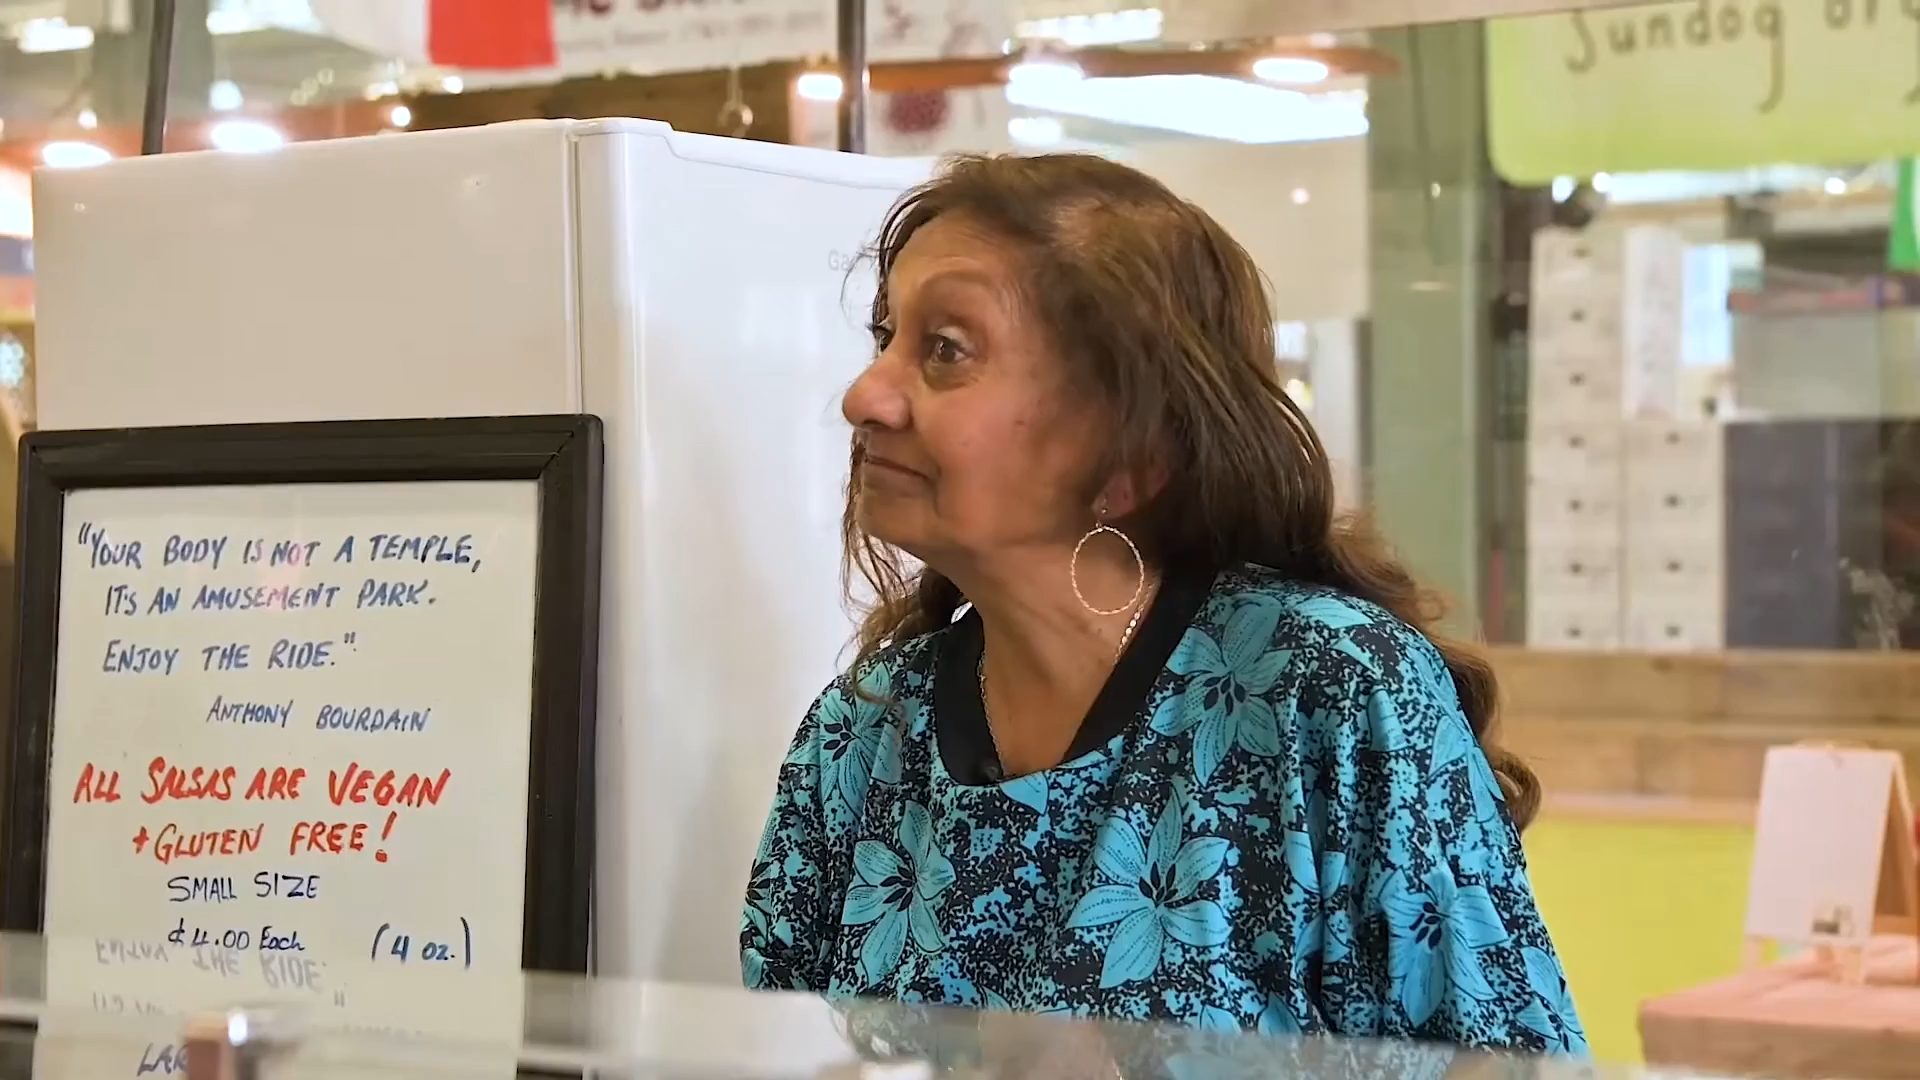 Sundog
"YOUR BODY IS NOT A TEMPLE,
IT'S AN AMUSEMENT PARK.
ENJOY THE RIDE."
ANTHONY BOURDAIN
ALL SALSAS ARE VEGAN
+ GLUTEN FREE!
SMALL SIZE
$4.00 Each (4 oz.)